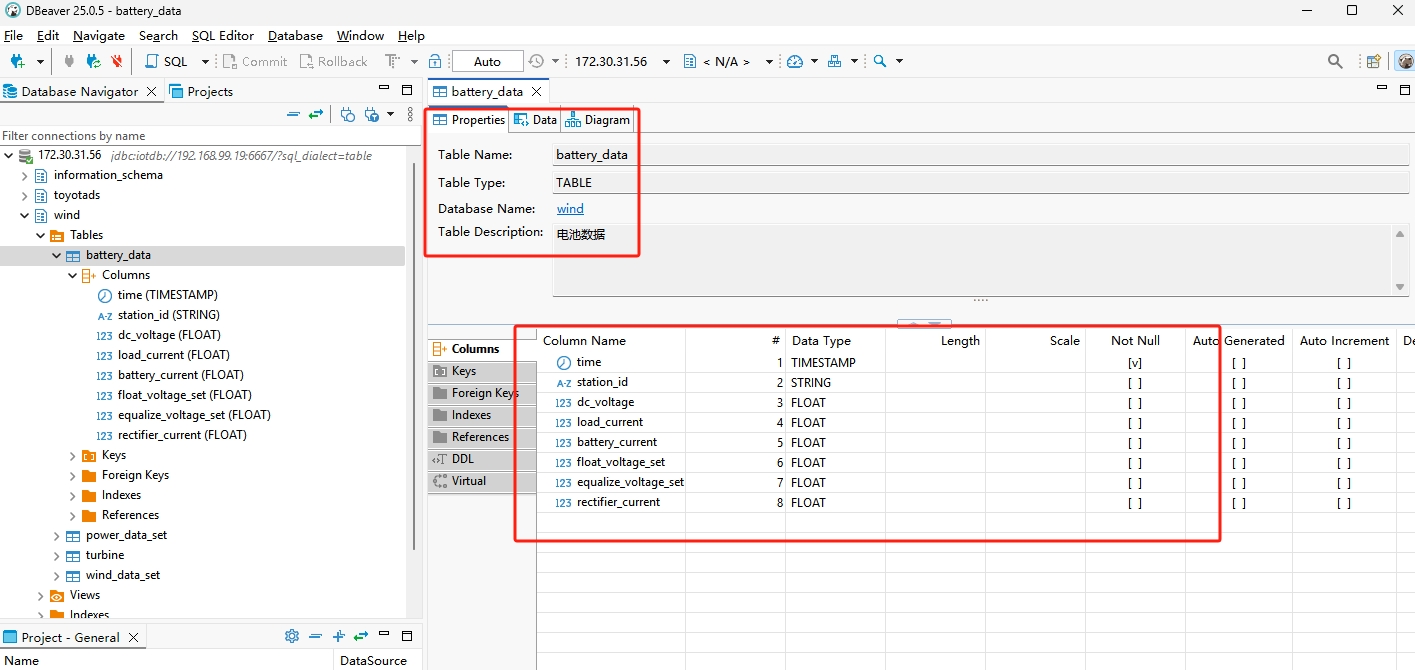 DBeaver 25.0.5 - battery_data
File Edit Navigate Search SQL Editor Database Window Help
SQL Commit Rollback Auto 172.30.31.56 < N/A >
Database Navigator Projects
Filter connections by name
172.30.31.56 jdbc:iotdb://192.168.99.19:6667/?sql_dialect=table
information_schema
toyotads
wind
Tables
battery_data
Columns
time (TIMESTAMP)
station_id (STRING)
dc_voltage (FLOAT)
load_current (FLOAT)
battery_current (FLOAT)
float_voltage_set (FLOAT)
equalize_voltage_set (FLOAT)
rectifier_current (FLOAT)
Keys
Foreign Keys
Indexes
References
power_data_set
turbine
wind_data_set
Views
Indexes
Project - General
Name DataSource
battery_data
Properties Data Diagram
Table Name: battery_data
Table Type: TABLE
Database Name: wind
Table Description: 电池数据
Columns
Keys
Foreign Keys
Indexes
References
DDL
Virtual
Column Name # Data Type Length Scale Not Null Auto Generated Auto Increment De
time 1 TIMESTAMP [v] [ ] [ ]
station_id 2 STRING [ ] [ ] [ ]
dc_voltage 3 FLOAT [ ] [ ] [ ]
load_current 4 FLOAT [ ] [ ] [ ]
battery_current 5 FLOAT [ ] [ ] [ ]
float_voltage_set 6 FLOAT [ ] [ ] [ ]
equalize_voltage_set 7 FLOAT [ ] [ ] [ ]
rectifier_current 8 FLOAT [ ] [ ] [ ]